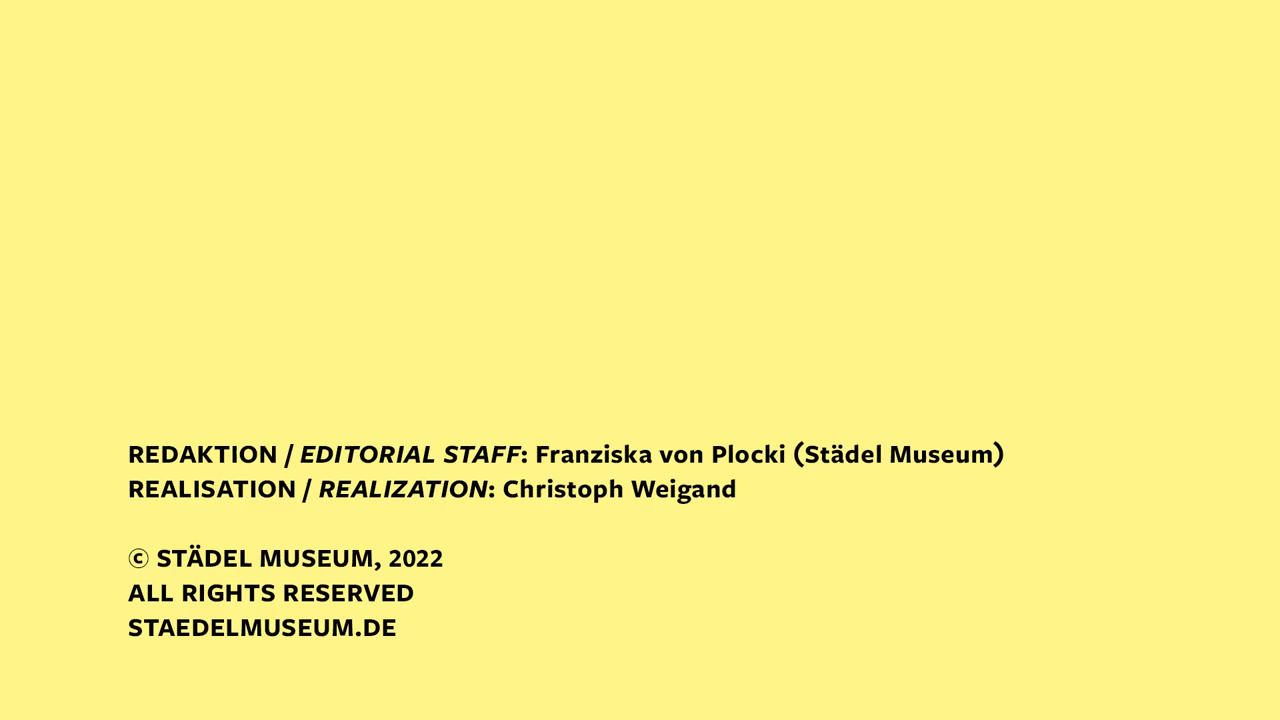 REDAKTION / EDITORIAL STAFF: Franziska von Plocki (Städel Museum)
REALISATION / REALIZATION: Christoph Weigand
© STÄDEL MUSEUM, 2022
ALL RIGHTS RESERVED
STAEDELMUSEUM.DE